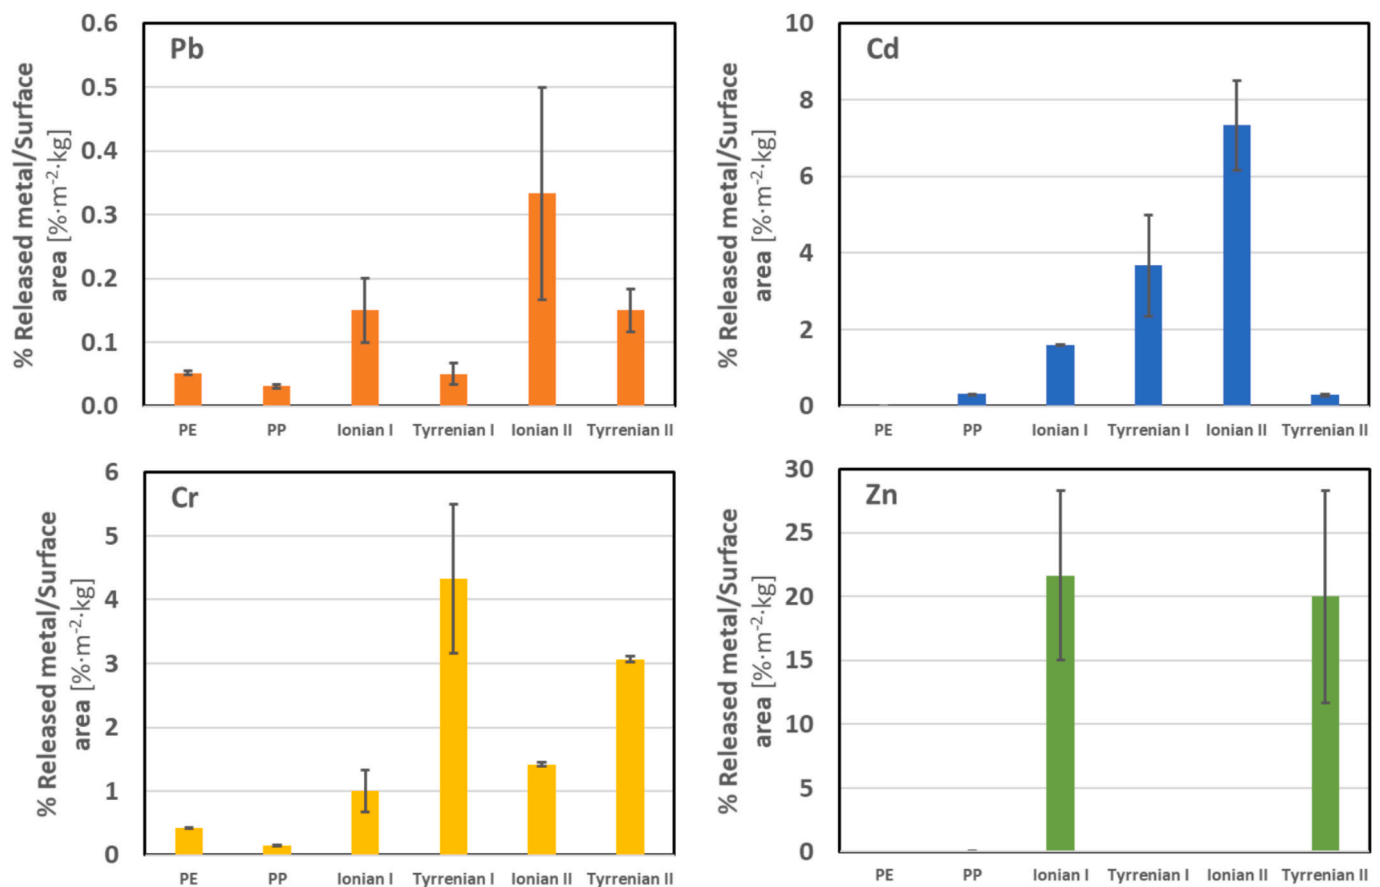 Pb
% Released metal/Surface
area [%·m-2·kg]
0.6
0.5
0.4
0.3
0.2
0.1
0.0
PE PP Ionian I Tyrrenian I Ionian II Tyrrenian II
Cd
% Released metal/Surface
area [%·m-2·kg]
10
8
6
4
2
0
PE PP Ionian I Tyrrenian I Ionian II Tyrrenian II
Cr
% Released metal/Surface
area [%·m-2·kg]
6
5
4
3
2
1
0
PE PP Ionian I Tyrrenian I Ionian II Tyrrenian II
Zn
% Released metal/Surface
area [%·m-2·kg]
30
25
20
15
10
5
0
PE PP Ionian I Tyrrenian I Ionian II Tyrrenian II